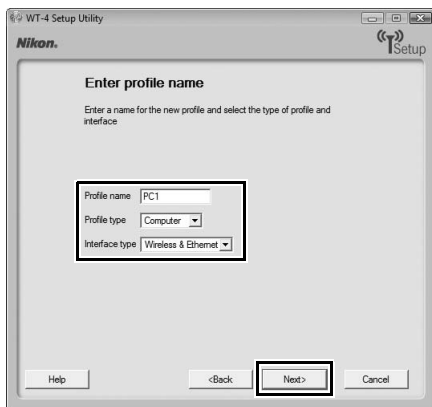 WT-4 Setup Utility
Nikon.
Setup
Enter profile name
Enter a name for the new profile and select the type of profile and
interface
Profile name PC1
Profile type Computer
Interface type Wireless & Ethernet
Help <Back Next> Cancel